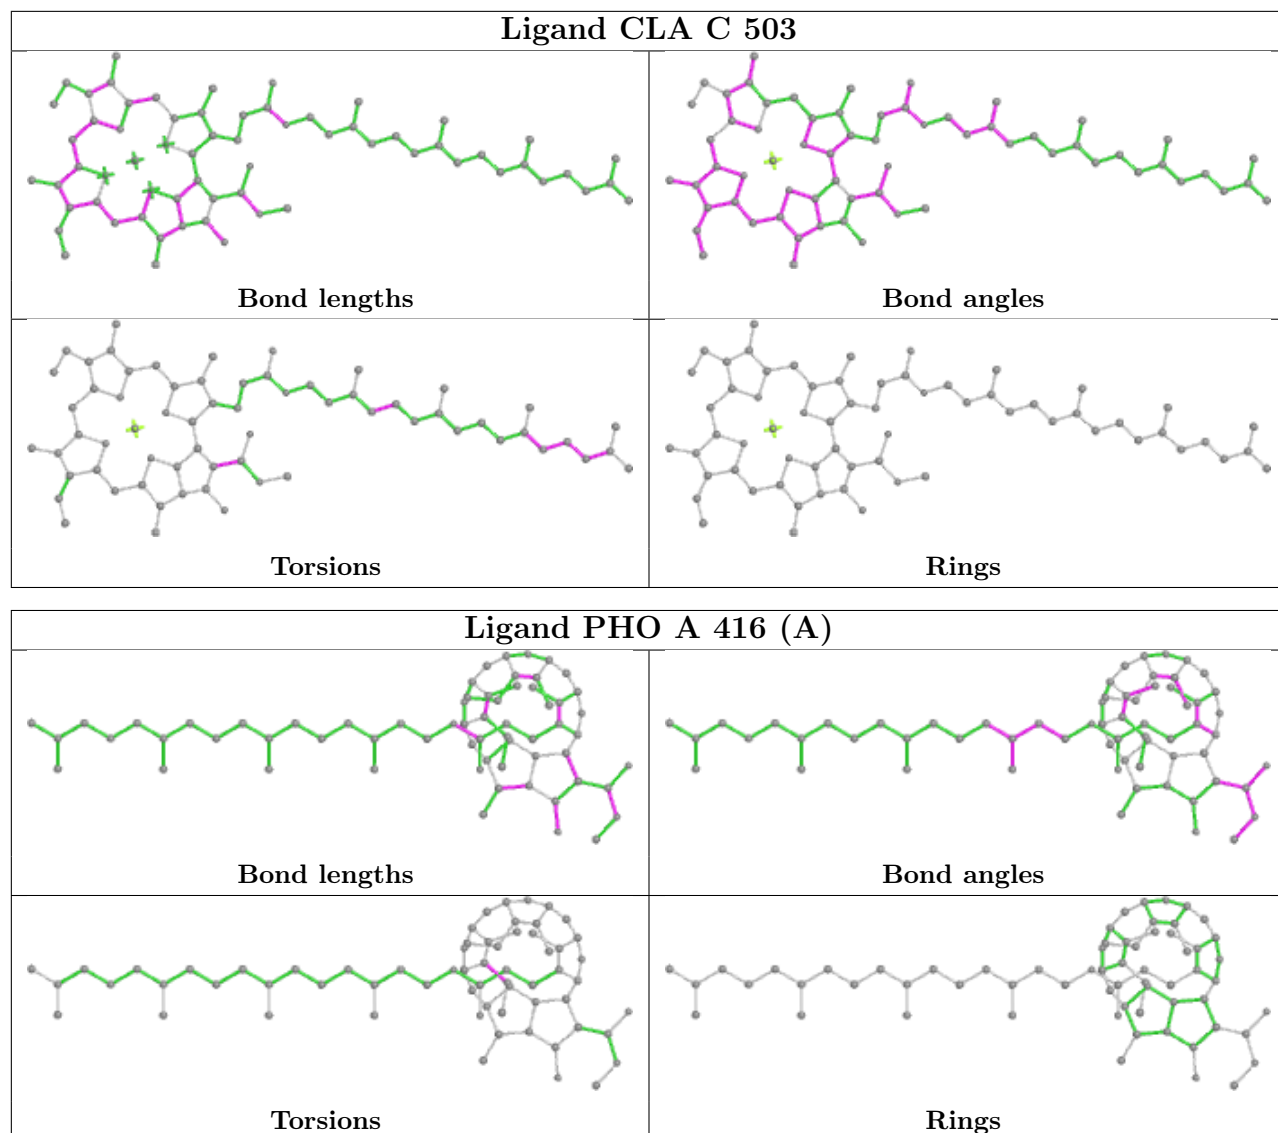 Ligand CLA C 503
Bond lengths
Bond angles
Torsions
Rings
Ligand PHO A 416 (A)
Bond lengths
Bond angles
Torsions
Rings